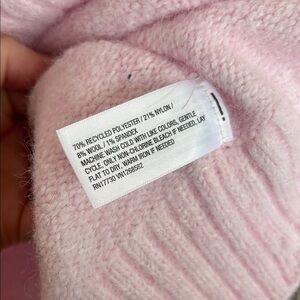 70% RECYCLED POLYESTER / 21% NYLON /
8% WOOL / 1% SPANDEX
MACHINE WASH COLD WITH LIKE COLORS, GENTLE
CYCLE. ONLY NON-CHLORINE BLEACH IF NEEDED, LAY
FLAT TO DRY, WARM IRON IF NEEDED
RN17730 VN1268562